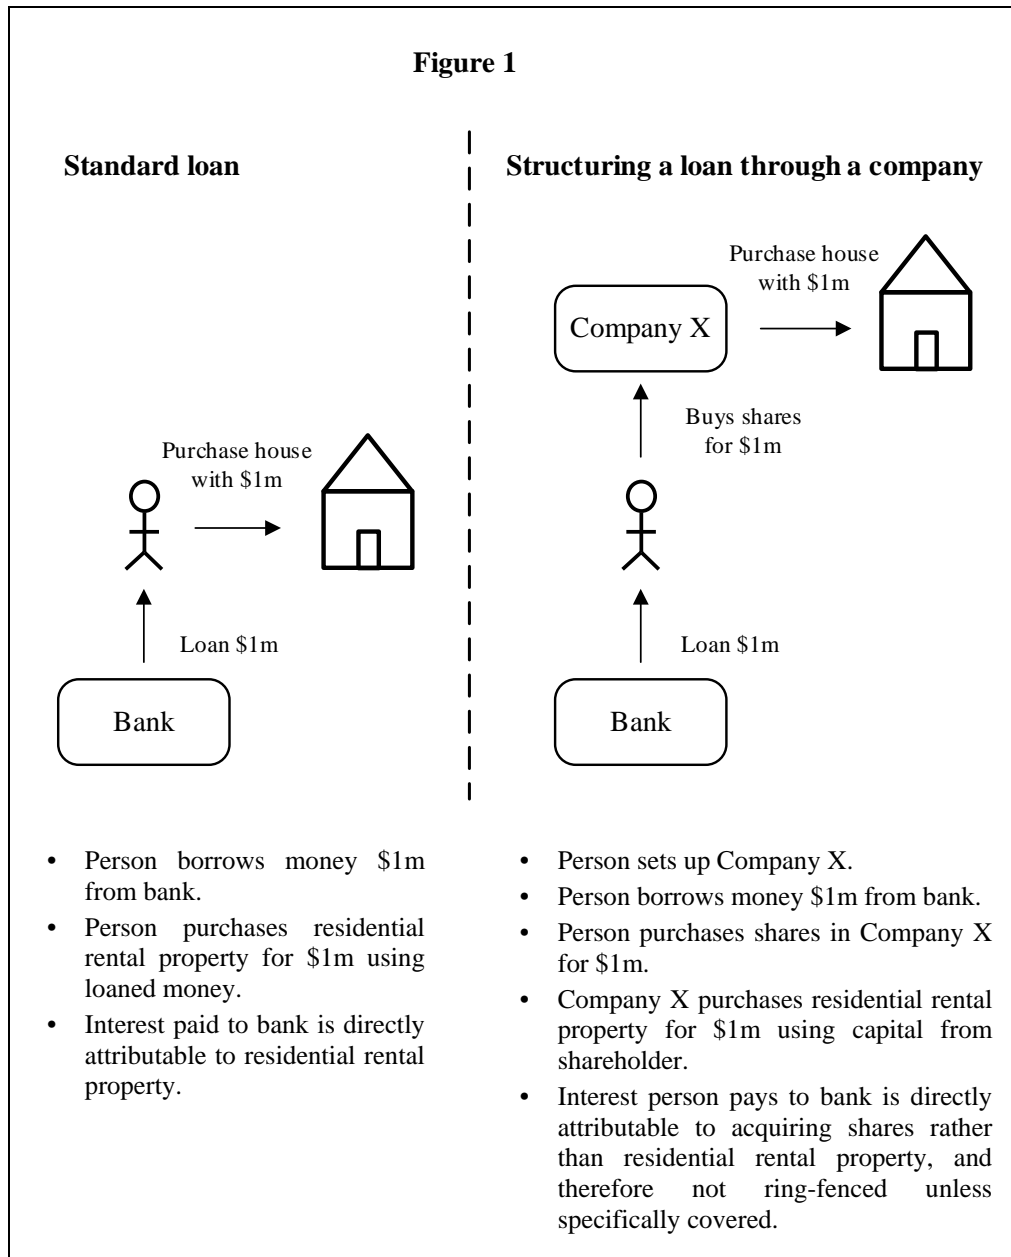 Figure 1
Standard loan
Purchase house
with $1m
Loan $1m
Bank
• Person borrows money $1m
from bank.
• Person purchases residential
rental property for $1m using
loaned money.
• Interest paid to bank is directly
attributable to residential rental
property.
Structuring a loan through a company
Purchase house
with $1m
Company X
Buys shares
for $1m
Loan $1m
Bank
• Person sets up Company X.
• Person borrows money $1m from bank.
• Person purchases shares in Company X
for $1m.
• Company X purchases residential rental
property for $1m using capital from
shareholder.
• Interest person pays to bank is directly
attributable to acquiring shares rather
than residential rental property, and
therefore not ring-fenced unless
specifically covered.